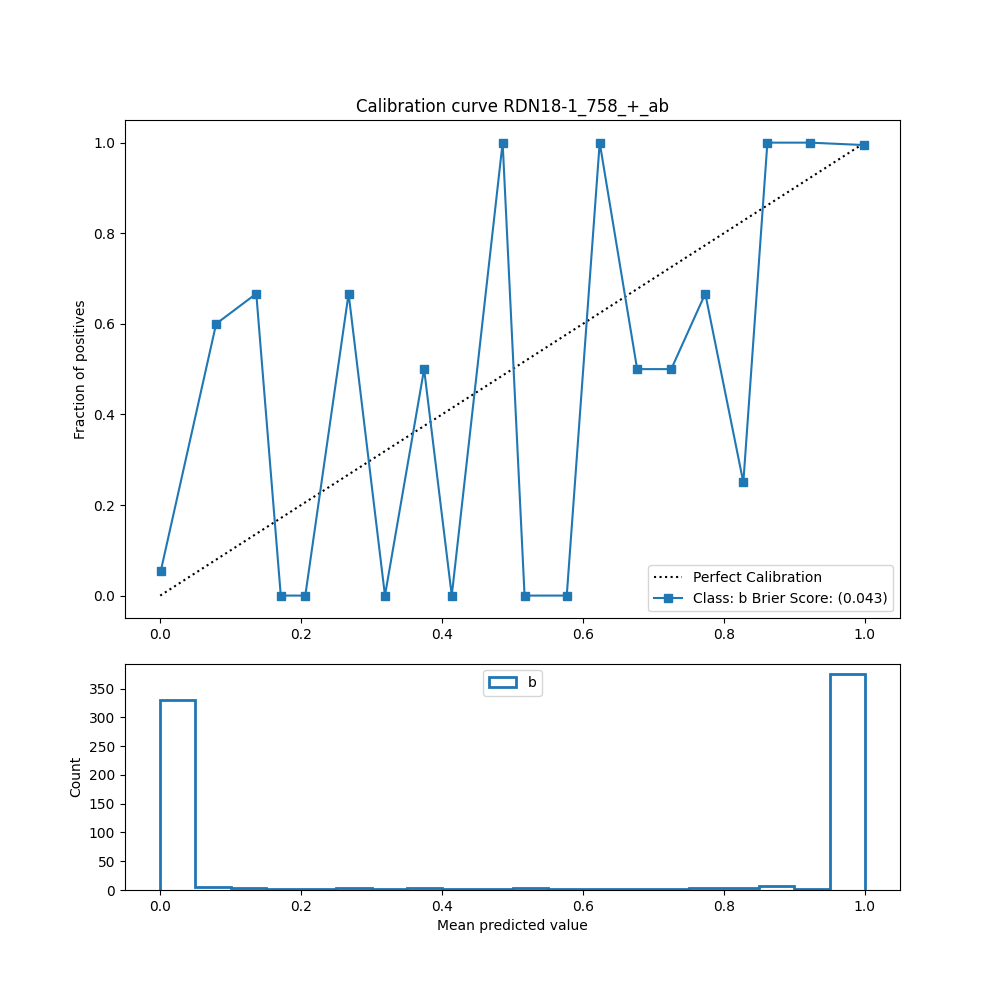 Calibration curve RDN18-1_758_+_ab
1.0
0.8
0.6
0.4
0.2
0.0
Fraction of positives
Perfect Calibration
Class: b Brier Score: (0.043)
0.0 0.2 0.4 0.6 0.8 1.0
b
350
300
250
200
150
100
50
0
Count
0.0 0.2 0.4 0.6 0.8 1.0
Mean predicted value